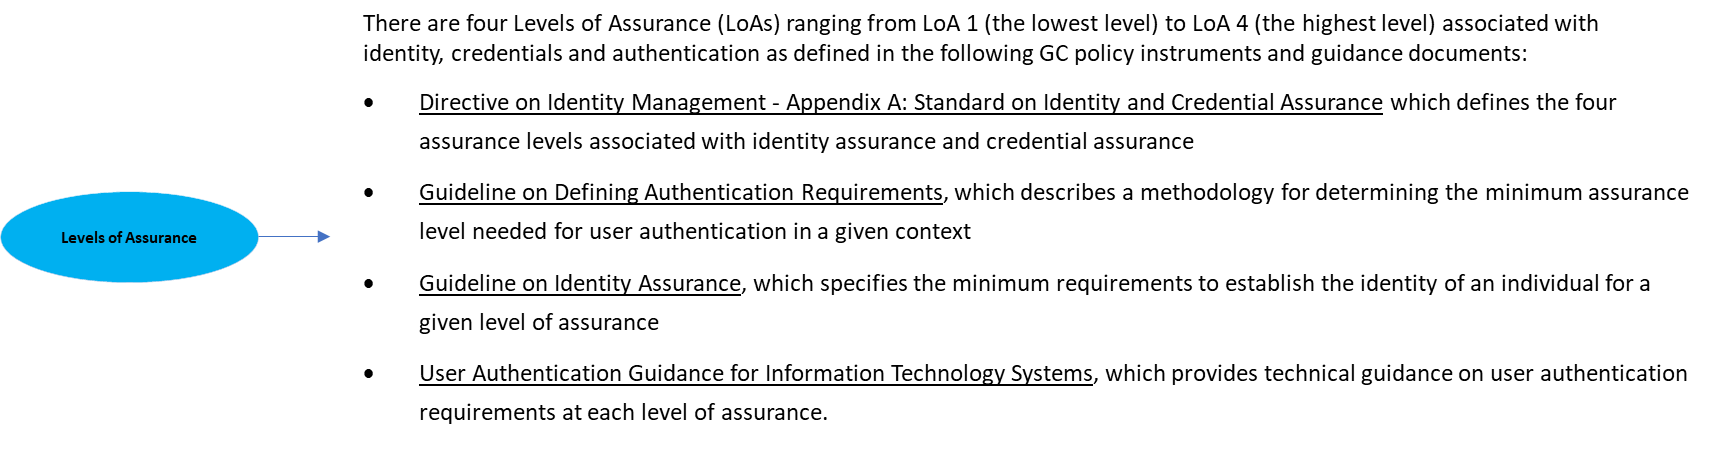 There are four Levels of Assurance (LoAs) ranging from LoA 1 (the lowest level) to LoA 4 (the highest level) associated with
identity, credentials and authentication as defined in the following GC policy instruments and guidance documents:
• Directive on Identity Management - Appendix A: Standard on Identity and Credential Assurance which defines the four
assurance levels associated with identity assurance and credential assurance
• Guideline on Defining Authentication Requirements, which describes a methodology for determining the minimum assurance
level needed for user authentication in a given context
Levels of Assurance
• Guideline on Identity Assurance, which specifies the minimum requirements to establish the identity of an individual for a
given level of assurance
• User Authentication Guidance for Information Technology Systems, which provides technical guidance on user authentication
requirements at each level of assurance.